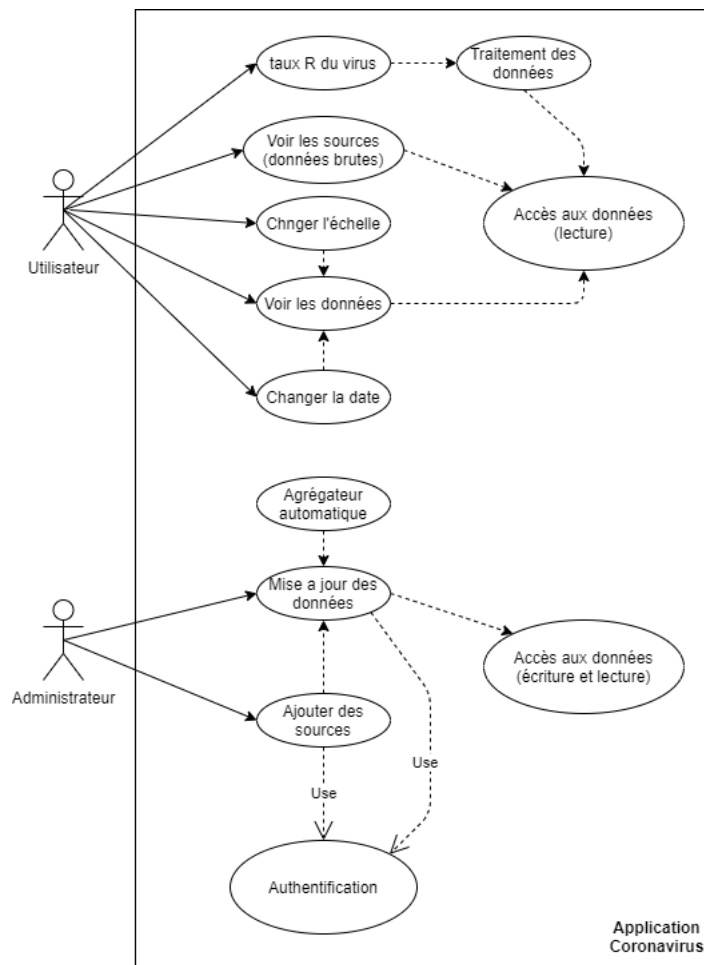 taux R du virus
Traitement des
données
Voir les sources
(données brutes)
Accès aux données
(lecture)
Chnger l'échelle
Utilisateur
Voir les données
Changer la date
Agrégateur
automatique
Mise a jour des
données
Accès aux données
(écriture et lecture)
Administrateur
Ajouter des
sources
Use
Use
Authentification
Application
Coronavirus